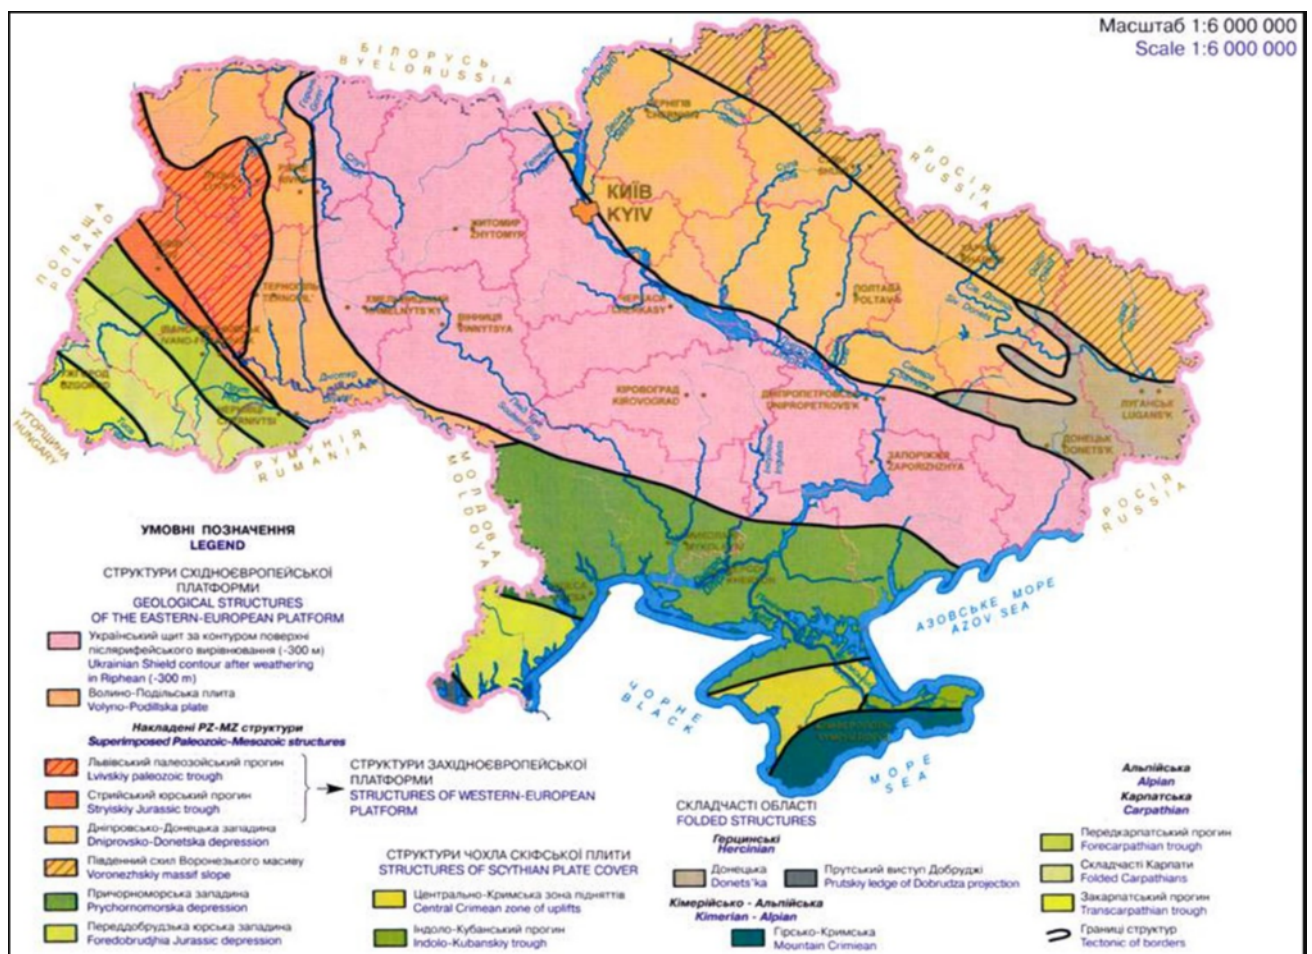 Масштаб 1:6 000 000
Scale 1:6 000 000
БІЛОРУСЬ
BYELORUSSIA
РОСІЯ
RUSSIA
ПОЛЬЩА
POLAND
КИЇВ
KYIV
ЧЕРНІГІВ
CHERNIHIV
ЖИТОМИР
ZHYTOMYR
ХМЕЛЬНИЦЬКИЙ
KHMELNYTS'KY
ВІННИЦЯ
VINNYTSYA
ТЕРНОПІЛЬ
TERNOPIL'
ЧЕРКАСИ
CHERKASY
ПОЛТАВА
POLTAVA
КІРОВОГРАД
KIROVOGRAD
ДНІПРОПЕТРОВСЬК
DNIPROPETROVS'K
ЛУГАНСЬК
LUGANS'K
ДОНЕЦЬК
DONETS'K
ЗАПОРІЖЖЯ
ZAPORIZHZHYA
УЖГОРОД
UZGOROD
ЧЕРНІВЦІ
CHERNIVTSI
УГОРЩИНА
HUNGARY
РУМУНІЯ
RUMANIA
МОЛДОВА
MOLDOVA
РОСІЯ
RUSSIA
АЗОВСЬКЕ МОРЕ
AZOV SEA
ЧОРНЕ
BLACK
МОРЕ
SEA
УМОВНІ ПОЗНАЧЕННЯ
LEGEND
СТРУКТУРИ СХІДНОЄВРОПЕЙСЬКОЇ
ПЛАТФОРМИ
GEOLOGICAL STRUCTURES
OF THE EASTERN-EUROPEAN PLATFORM
Український щит за контуром поверхні
післярифейського вирівнювання (-300 м)
Ukrainian Shield contour after weathering
in Riphean (-300 m)
Волино-Подільська плита
Volyno-Podillska plate
Накладені PZ-MZ структури
Superimposed Paleozoic-Mesozoic structures
Львівський палеозойський прогин
Lvivskiy paleozoic trough
Стрийський юрський прогин
Stryiskiy Jurassic trough
Дніпровсько-Донецька западина
Dniprovsko-Donetska depression
Південний схил Воронезького масиву
Voronezhskiy massif slope
Причорноморська западина
Prychornomorska depression
Переддобрудзька юрська западина
Foredobrudjhia Jurassic depression
СТРУКТУРИ ЗАХІДНОЄВРОПЕЙСЬКОЇ
ПЛАТФОРМИ
STRUCTURES OF WESTERN-EUROPEAN
PLATFORM
СТРУКТУРИ ЧОХЛА СКІФСЬКОЇ ПЛИТИ
STRUCTURES OF SCYTHIAN PLATE COVER
Центрально-Кримська зона підняттів
Central Crimean zone of uplifts
Індоло-Кубанський прогин
Indolo-Kubanskiy trough
СКЛАДЧАСТІ ОБЛАСТІ
FOLDED STRUCTURES
Герцинські
Hercinian
Донецька
Donets'ka
Прутський виступ Добруджі
Prutskiy ledge of Dobrudza projection
Кімерійсько - Альпійська
Kimerian - Alpian
Гірсько-Кримська
Mountain Crimiean
Альпійська
Alpian
Карпатська
Carpathian
Передкарпатський прогин
Forecarpathian trough
Складчасті Карпати
Folded Carpathians
Закарпатський прогин
Transcarpathian trough
Границі структур
Tectonic of borders